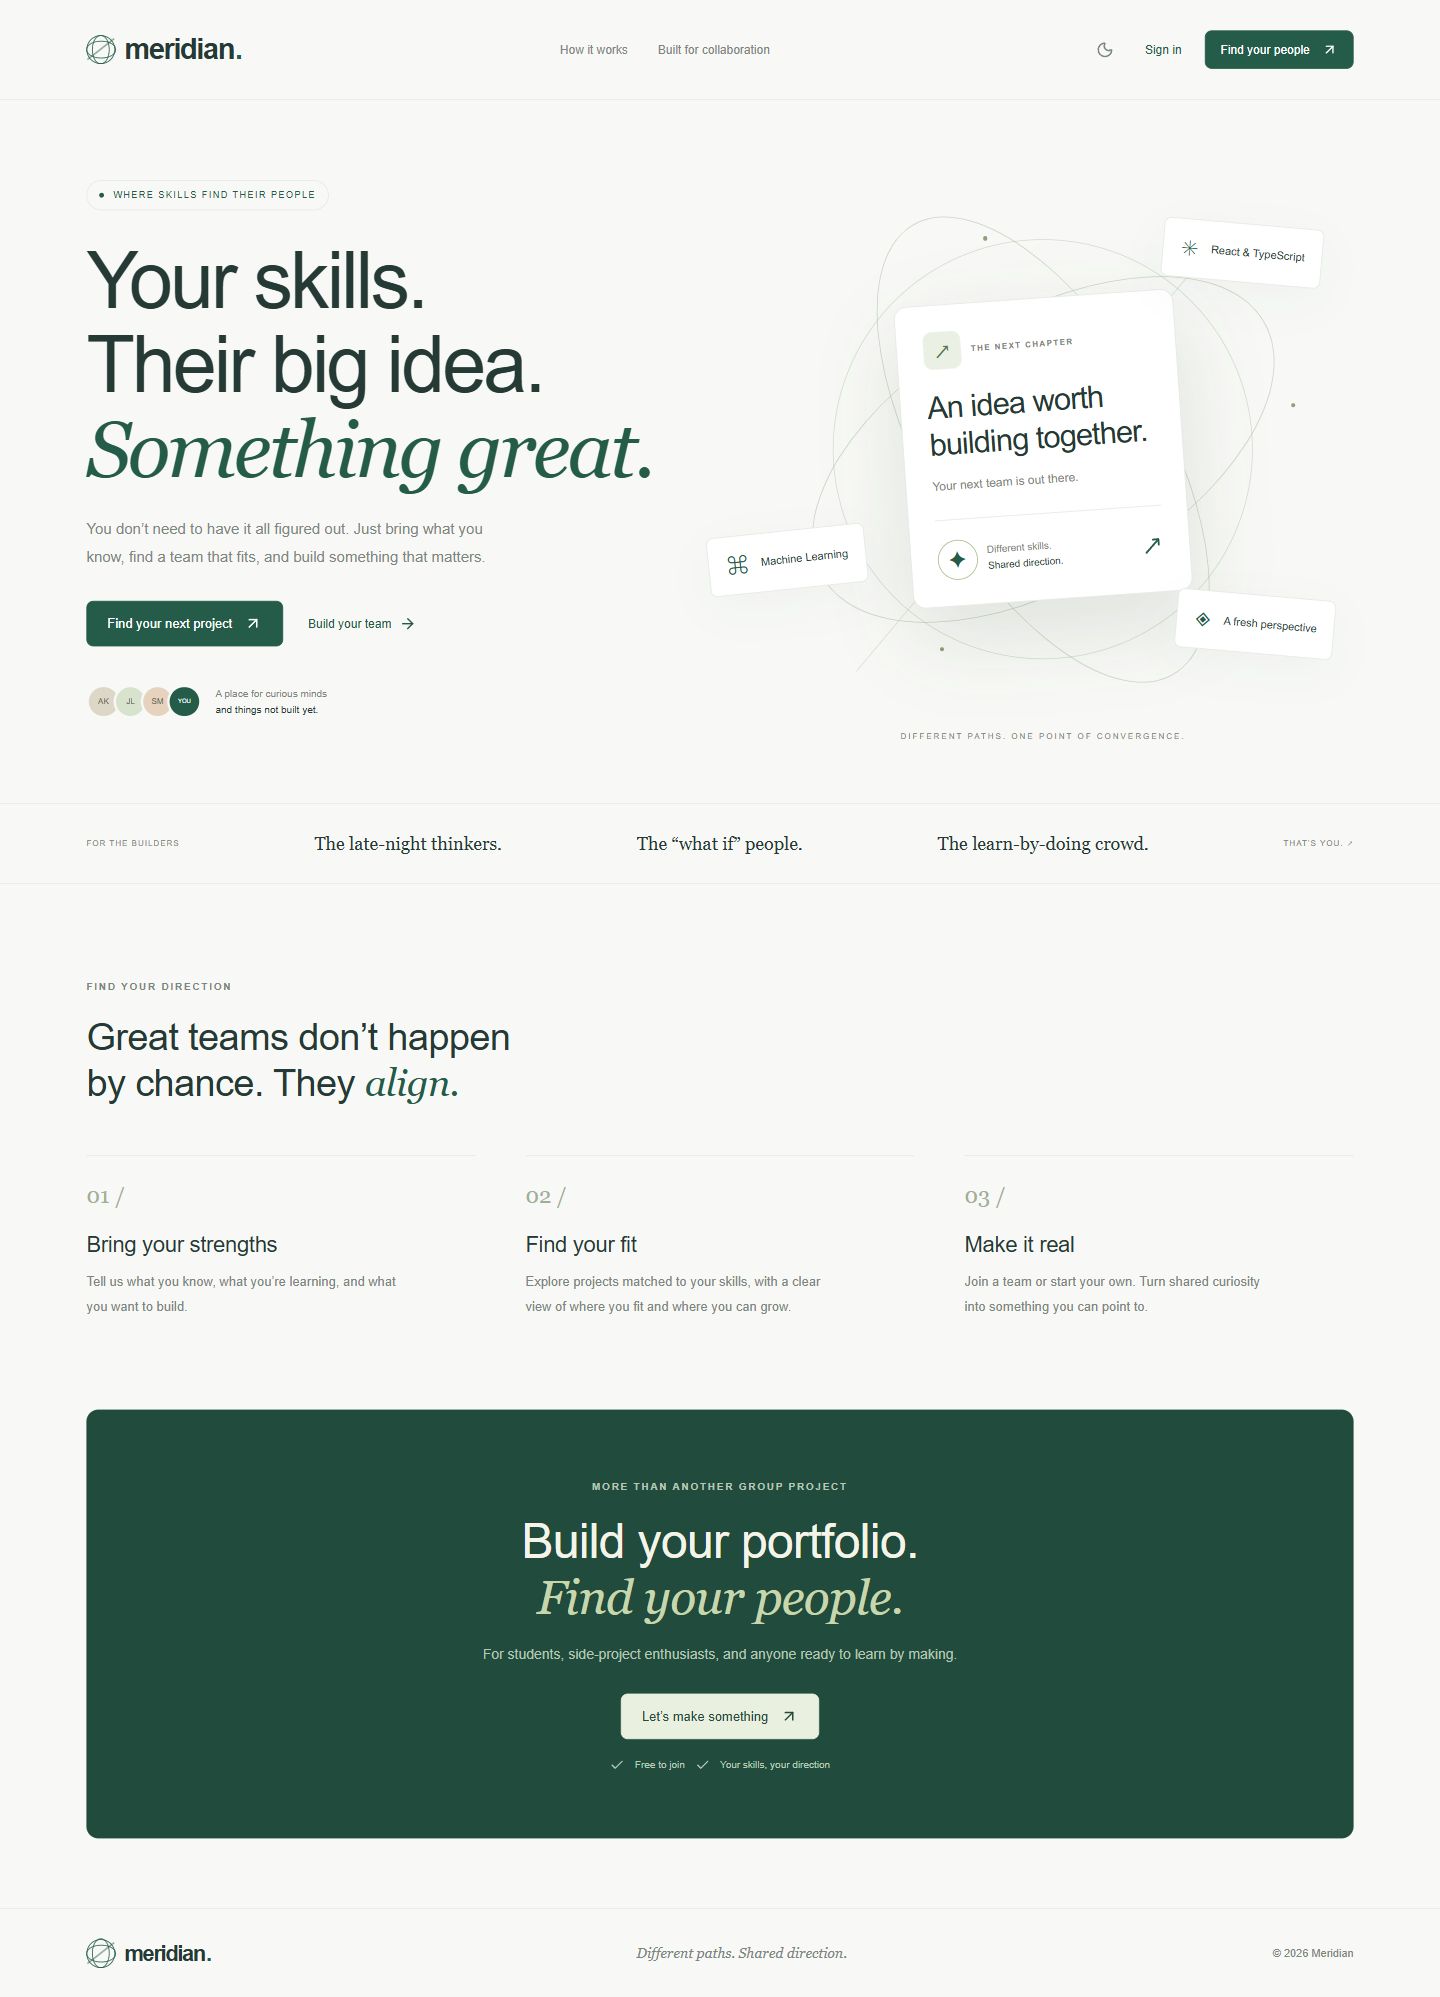 meridian.
How it works
Built for collaboration
Sign in
Find your people
WHERE SKILLS FIND THEIR PEOPLE
Your skills.
Their big idea.
Something great.
You don’t need to have it all figured out. Just bring what you
know, find a team that fits, and build something that matters.
Find your next project
Build your team
AK
JL
SM
YOU
A place for curious minds
and things not built yet.
React & TypeScript
THE NEXT CHAPTER
An idea worth
building together.
Your next team is out there.
Different skills.
Shared direction.
Machine Learning
A fresh perspective
DIFFERENT PATHS. ONE POINT OF CONVERGENCE.
FOR THE BUILDERS
The late-night thinkers.
The “what if” people.
The learn-by-doing crowd.
THAT’S YOU. ↗
FIND YOUR DIRECTION
Great teams don’t happen
by chance. They align.
01 /
Bring your strengths
Tell us what you know, what you’re learning, and what
you want to build.
02 /
Find your fit
Explore projects matched to your skills, with a clear
view of where you fit and where you can grow.
03 /
Make it real
Join a team or start your own. Turn shared curiosity
into something you can point to.
MORE THAN ANOTHER GROUP PROJECT
Build your portfolio.
Find your people.
For students, side-project enthusiasts, and anyone ready to learn by making.
Let’s make something
Free to join
Your skills, your direction
meridian.
Different paths. Shared direction.
© 2026 Meridian